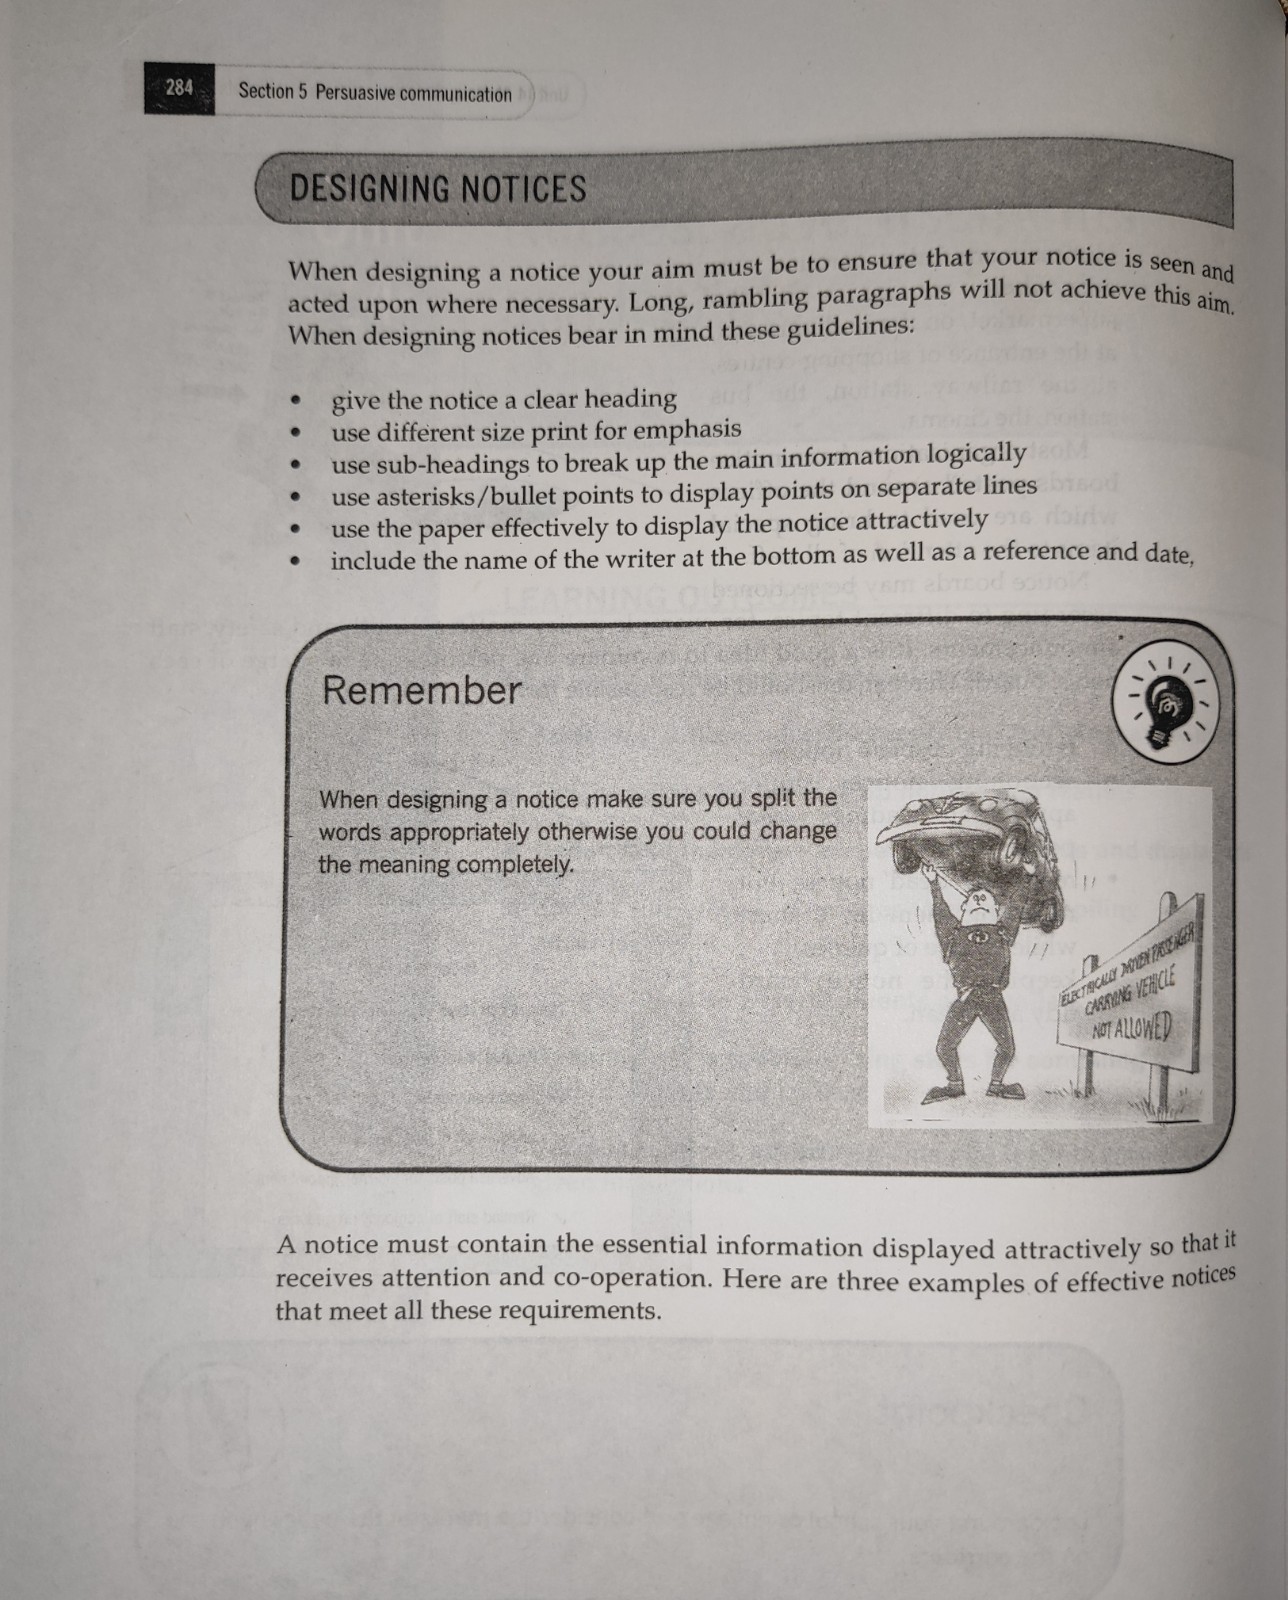 284
Section 5 Persuasive communication
DESIGNING NOTICES
When designing a notice your aim must be to ensure that your notice is seen and
acted upon where necessary. Long, rambling paragraphs will not achieve this aim.
When designing notices bear in mind these guidelines:
• give the notice a clear heading
• use different size print for emphasis
• use sub-headings to break up the main information logically
• use asterisks/bullet points to display points on separate lines
• use the paper effectively to display the notice attractively
• include the name of the writer at the bottom as well as a reference and date,
Remember
When designing a notice make sure you split the
words appropriately otherwise you could change
the meaning completely.
ELECTRICALLY DRIVEN PASSENGER
CARRYING VEHICLE
NOT ALLOWED
A notice must contain the essential information displayed attractively so that it
receives attention and co-operation. Here are three examples of effective notices
that meet all these requirements.